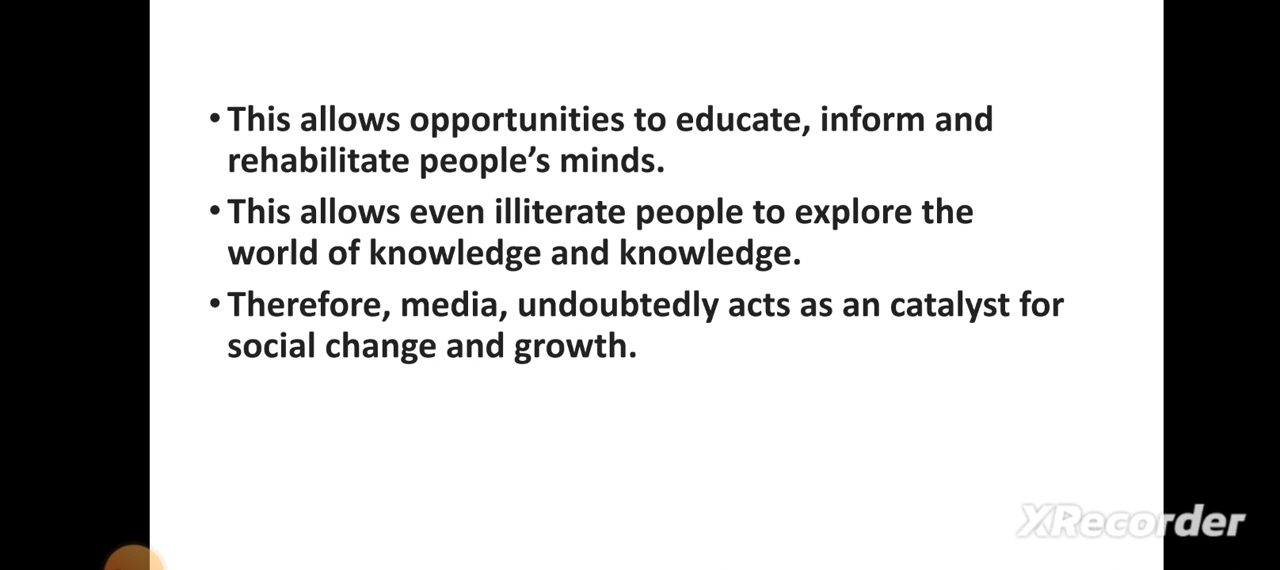 • This allows opportunities to educate, inform and
rehabilitate people’s minds.
• This allows even illiterate people to explore the
world of knowledge and knowledge.
• Therefore, media, undoubtedly acts as an catalyst for
social change and growth.
XRecorder